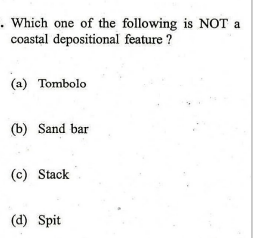 . Which one of the following is NOT a
coastal depositional feature ?
(a) Tombolo
(b) Sand bar
(c) Stack
(d) Spit